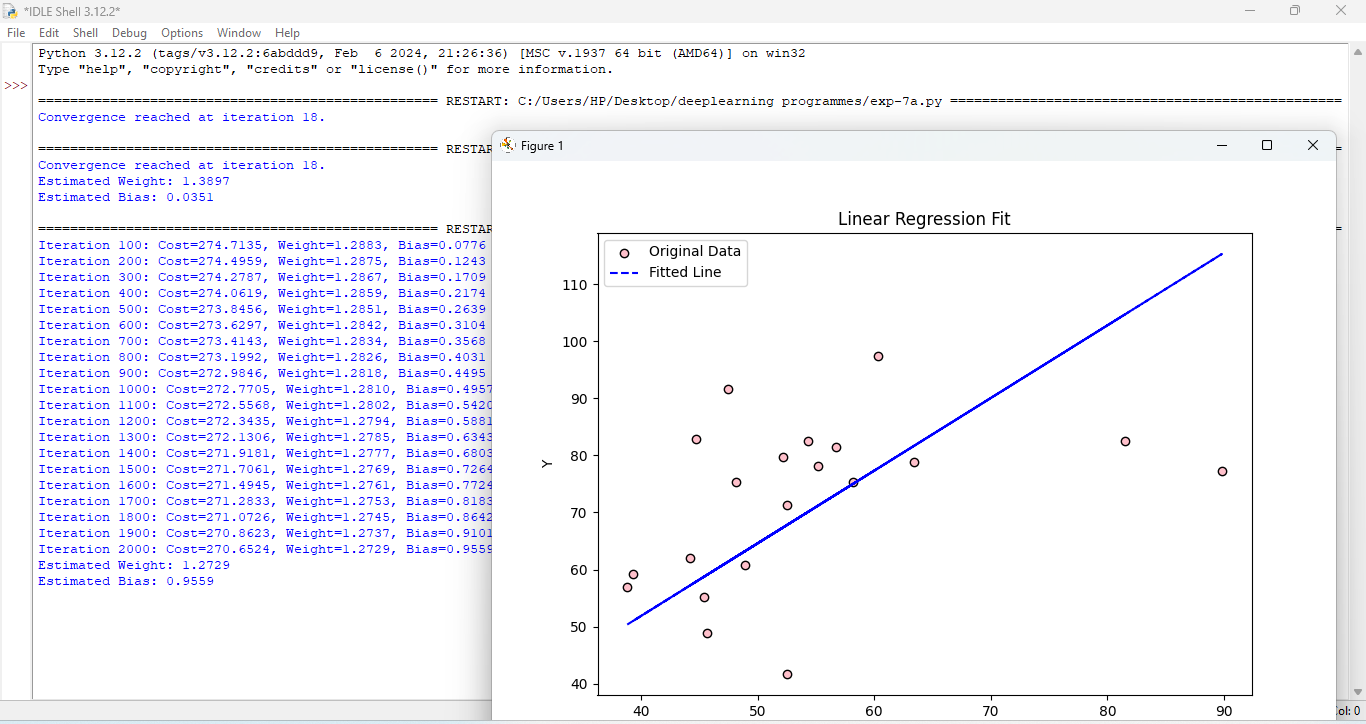 *IDLE Shell 3.12.2*
File Edit Shell Debug Options Window Help
Python 3.12.2 (tags/v3.12.2:6abddd9, Feb  6 2024, 21:26:36) [MSC v.1937 64 bit (AMD64)] on win32
Type "help", "copyright", "credits" or "license()" for more information.
>>>
RESTART: C:/Users/HP/Desktop/deeplearning programmes/exp-7a.py
Convergence reached at iteration 18.
RESTAR
Convergence reached at iteration 18.
Estimated Weight: 1.3897
Estimated Bias: 0.0351
RESTAR
Iteration 100: Cost=274.7135, Weight=1.2883, Bias=0.0776
Iteration 200: Cost=274.4959, Weight=1.2875, Bias=0.1243
Iteration 300: Cost=274.2787, Weight=1.2867, Bias=0.1709
Iteration 400: Cost=274.0619, Weight=1.2859, Bias=0.2174
Iteration 500: Cost=273.8456, Weight=1.2851, Bias=0.2639
Iteration 600: Cost=273.6297, Weight=1.2842, Bias=0.3104
Iteration 700: Cost=273.4143, Weight=1.2834, Bias=0.3568
Iteration 800: Cost=273.1992, Weight=1.2826, Bias=0.4031
Iteration 900: Cost=272.9846, Weight=1.2818, Bias=0.4495
Iteration 1000: Cost=272.7705, Weight=1.2810, Bias=0.4957
Iteration 1100: Cost=272.5568, Weight=1.2802, Bias=0.5420
Iteration 1200: Cost=272.3435, Weight=1.2794, Bias=0.5881
Iteration 1300: Cost=272.1306, Weight=1.2785, Bias=0.6343
Iteration 1400: Cost=271.9181, Weight=1.2777, Bias=0.6803
Iteration 1500: Cost=271.7061, Weight=1.2769, Bias=0.7264
Iteration 1600: Cost=271.4945, Weight=1.2761, Bias=0.7724
Iteration 1700: Cost=271.2833, Weight=1.2753, Bias=0.8183
Iteration 1800: Cost=271.0726, Weight=1.2745, Bias=0.8642
Iteration 1900: Cost=270.8623, Weight=1.2737, Bias=0.9101
Iteration 2000: Cost=270.6524, Weight=1.2729, Bias=0.9559
Estimated Weight: 1.2729
Estimated Bias: 0.9559
Figure 1
Linear Regression Fit
Original Data
Fitted Line
110
100
90
80
Y
70
60
50
40
40 50 60 70 80 90
ol: 0